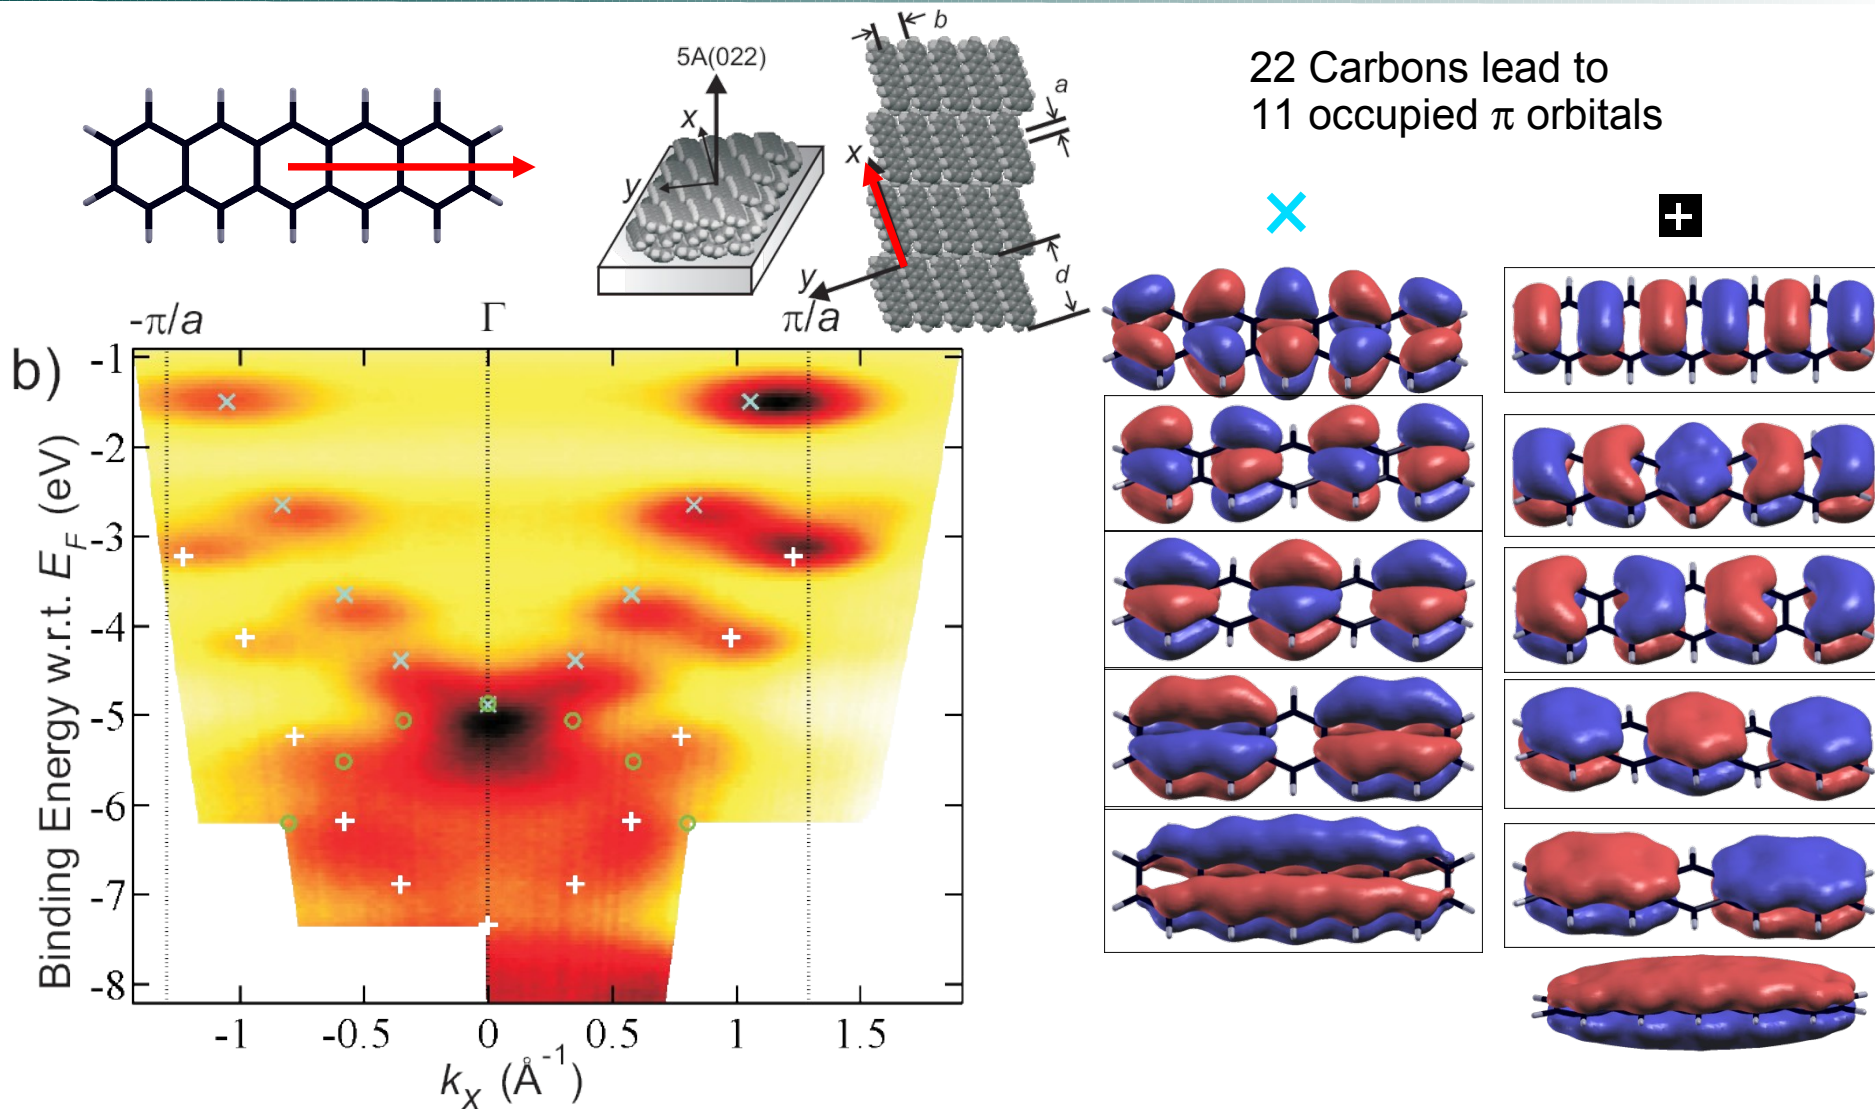 5A(022)
x
y
b
a
x
y
d
22 Carbons lead to
11 occupied π orbitals
b)
-π/a
Γ
π/a
-1
-2
-3
-4
-5
-6
-7
-8
Binding Energy w.r.t. E_F (eV)
-1
-0.5
0
0.5
1
1.5
k_x (Å⁻¹)